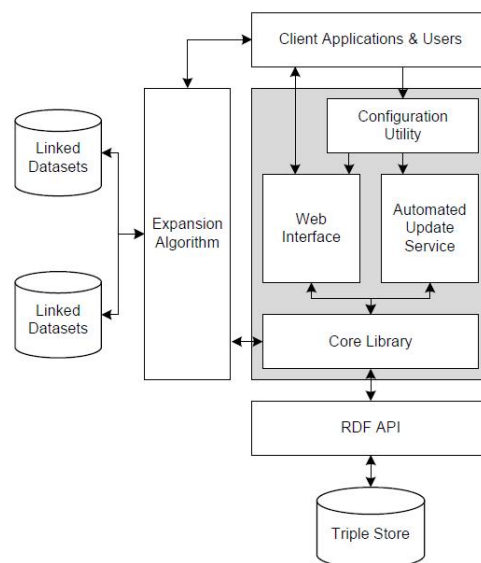 Client Applications & Users
Configuration
Utility
Linked
Datasets
Expansion
Algorithm
Web
Interface
Automated
Update
Service
Linked
Datasets
Core Library
RDF API
Triple Store